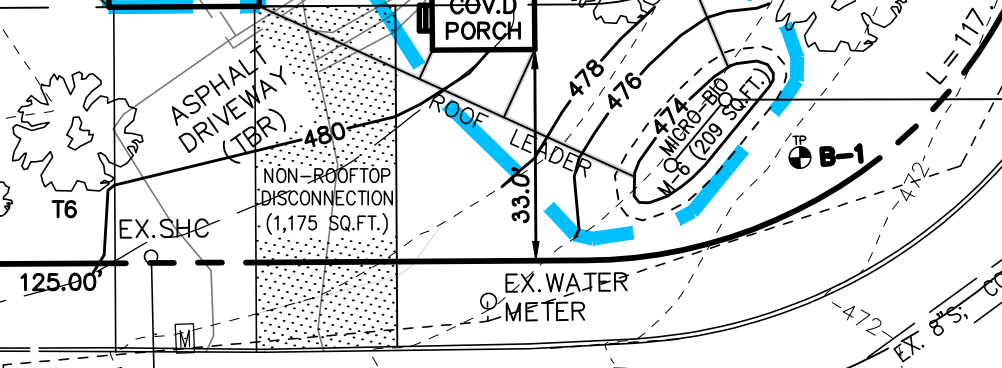 COV.D
PORCH
ASPHALT
DRIVEWAY
(TBR)
480
478
476
474
MICRO-BIO
M-6 (209 SQ.FT.)
ROOF LEADER
L=117.
TP
B-1
NON-ROOFTOP
DISCONNECTION
(1,175 SQ.FT.)
33.0'
T6
EX.SHC
125.00'
EX.WATER
METER
M
472
472
EX. 8"S,